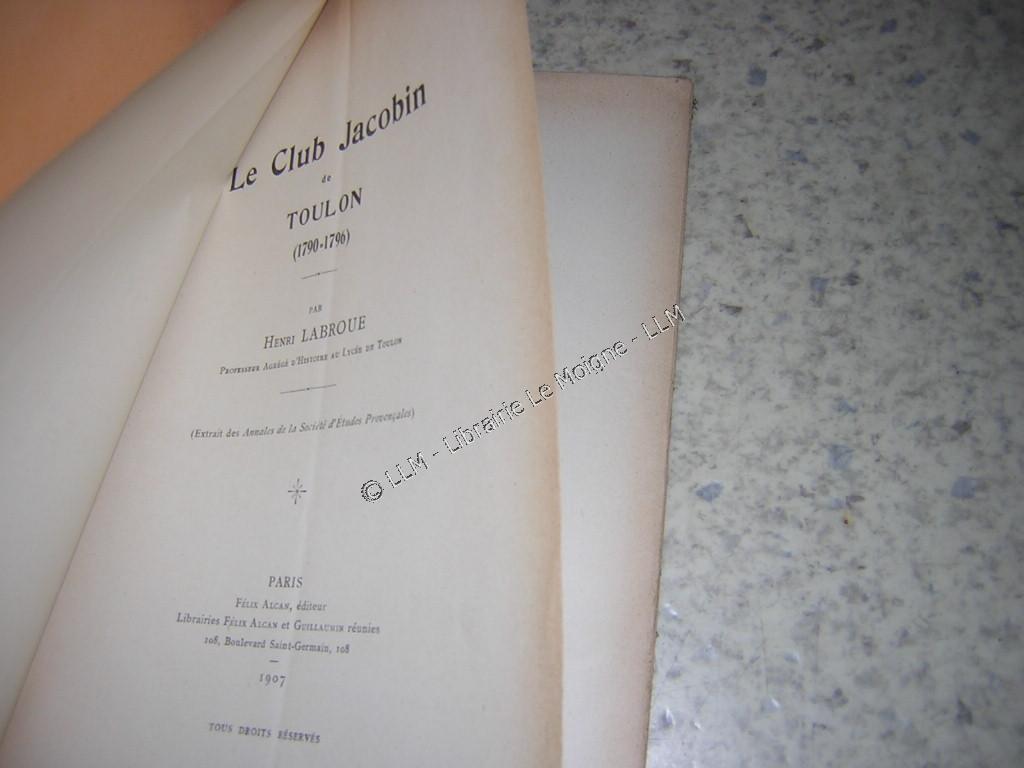 Le Club Jacobin
de
TOULON
(1790-1796)
PAR
HENRI LABROUE
PROFESSEUR AGRÉGÉ D'HISTOIRE AU LYCÉE DE TOULON
(Extrait des Annales de la Société d'Études Provençales)
© LLM - Librairie Le Moigne - LLM
PARIS
FÉLIX ALCAN, éditeur
Librairies FÉLIX ALCAN et GUILLAUMIN réunies
108, Boulevard Saint-Germain, 108
1907
TOUS DROITS RÉSERVÉS